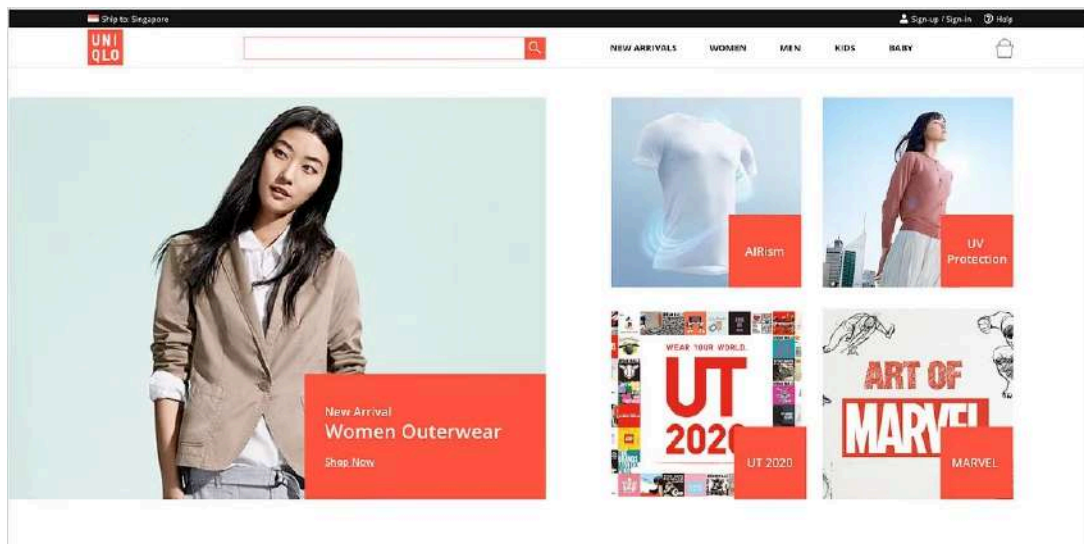 Ship to: Singapore
Sign-up / Sign-in
Help
UNI
QLO
NEW ARRIVALS
WOMEN
MEN
KIDS
BABY
New Arrival
Women Outerwear
Shop Now
AIRism
UV
Protection
WEAR YOUR WORLD.
UT
2020
UT 2020
ART OF
MARVEL
MARVEL